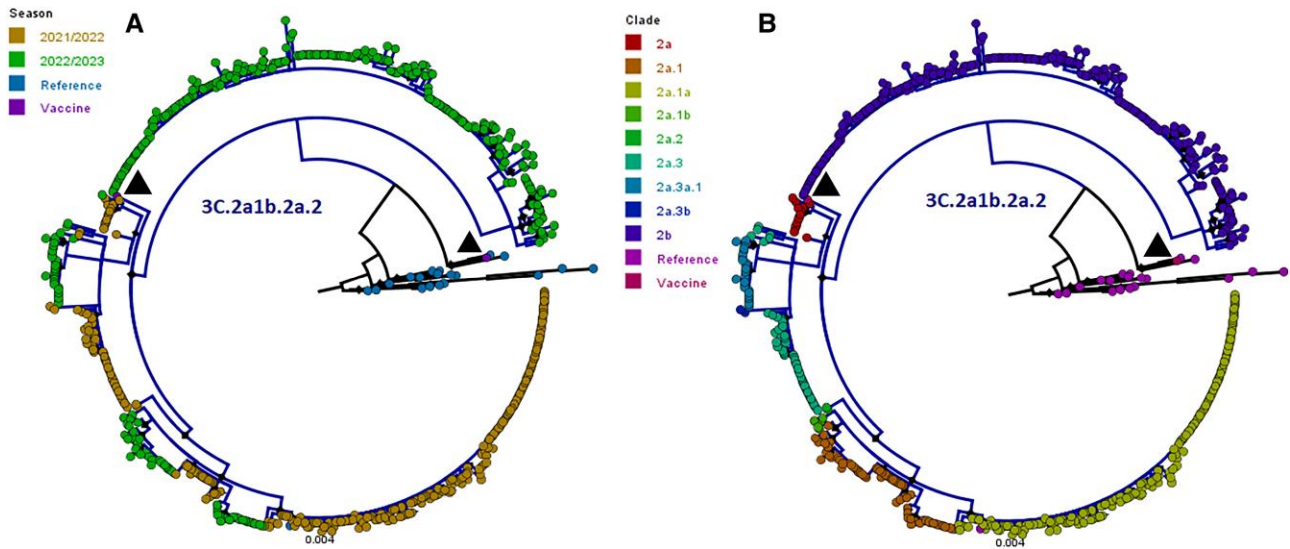 Season
2021/2022
2022/2023
Reference
Vaccine
A
3C.2a1b.2a.2
0.004
Clade
2a
2a.1
2a.1a
2a.1b
2a.2
2a.3
2a.3a.1
2a.3b
2b
Reference
Vaccine
B
3C.2a1b.2a.2
0.004